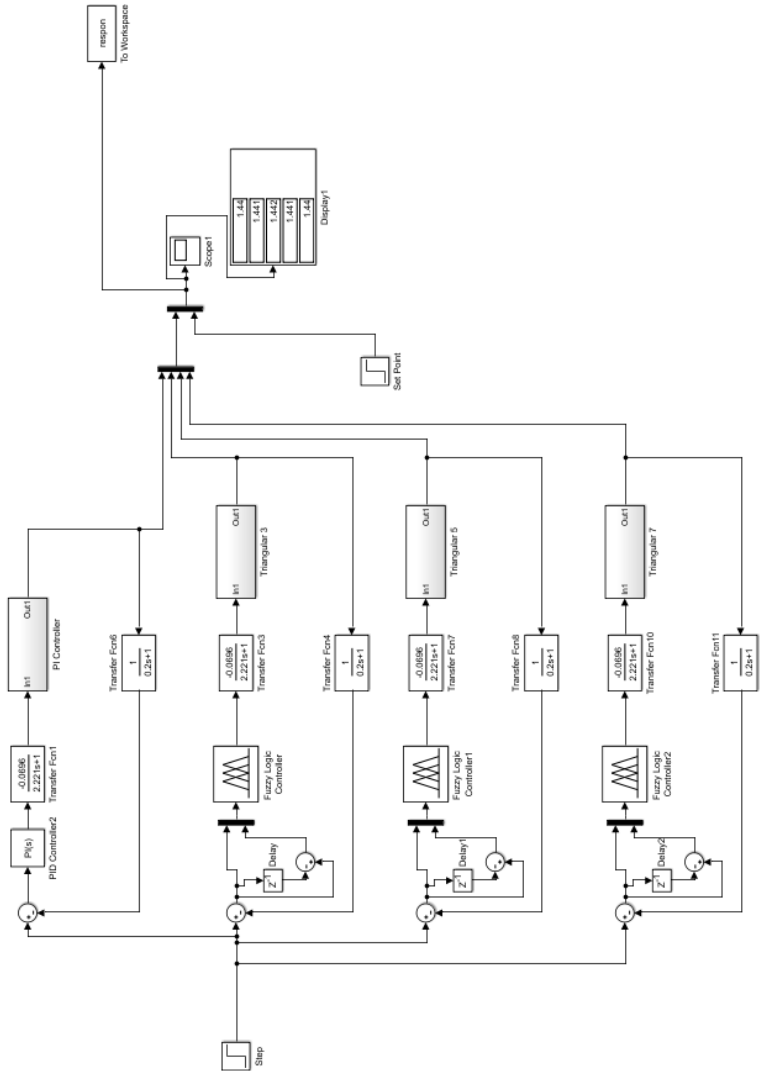 +
-
PI(s)
PID Controller2
-0.0696
2.221s+1
Transfer Fcn1
In1
Out1
PI Controller
1
0.2s+1
Transfer Fcn6
respon
To Workspace
Scope1
Step
+
-
Z⁻¹
Delay
-
+
Fuzzy Logic
Controller
-0.0696
2.221s+1
Transfer Fcn3
In1
Out1
Triangular 3
1
0.2s+1
Transfer Fcn4
1.44
1.441
1.442
1.441
1.44
Display1
Set Point
+
-
Z⁻¹
Delay1
-
+
Fuzzy Logic
Controller1
-0.0696
2.221s+1
Transfer Fcn7
In1
Out1
Triangular 5
1
0.2s+1
Transfer Fcn8
+
-
Z⁻¹
Delay2
-
+
Fuzzy Logic
Controller2
-0.0696
2.221s+1
Transfer Fcn10
In1
Out1
Triangular 7
1
0.2s+1
Transfer Fcn11